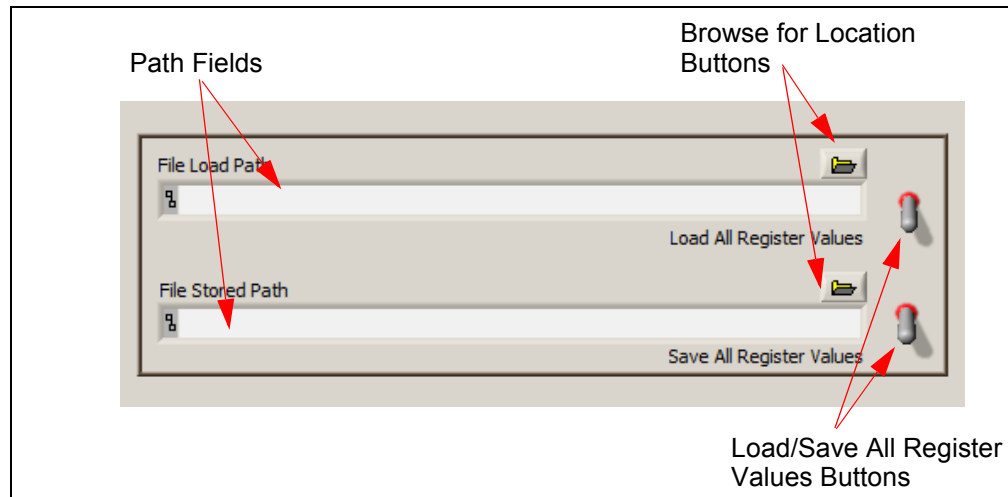 Browse for Location
Buttons
Path Fields
File Load Path
Load All Register Values
File Stored Path
Save All Register Values
Load/Save All Register
Values Buttons